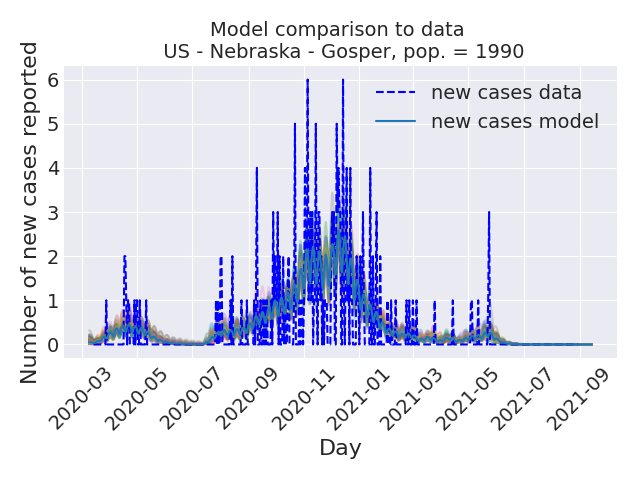 Model comparison to data
US - Nebraska - Gosper, pop. = 1990
Number of new cases reported
6
5
4
3
2
1
0
new cases data
new cases model
2020-03
2020-05
2020-07
2020-09
2020-11
2021-01
2021-03
2021-05
2021-07
2021-09
Day